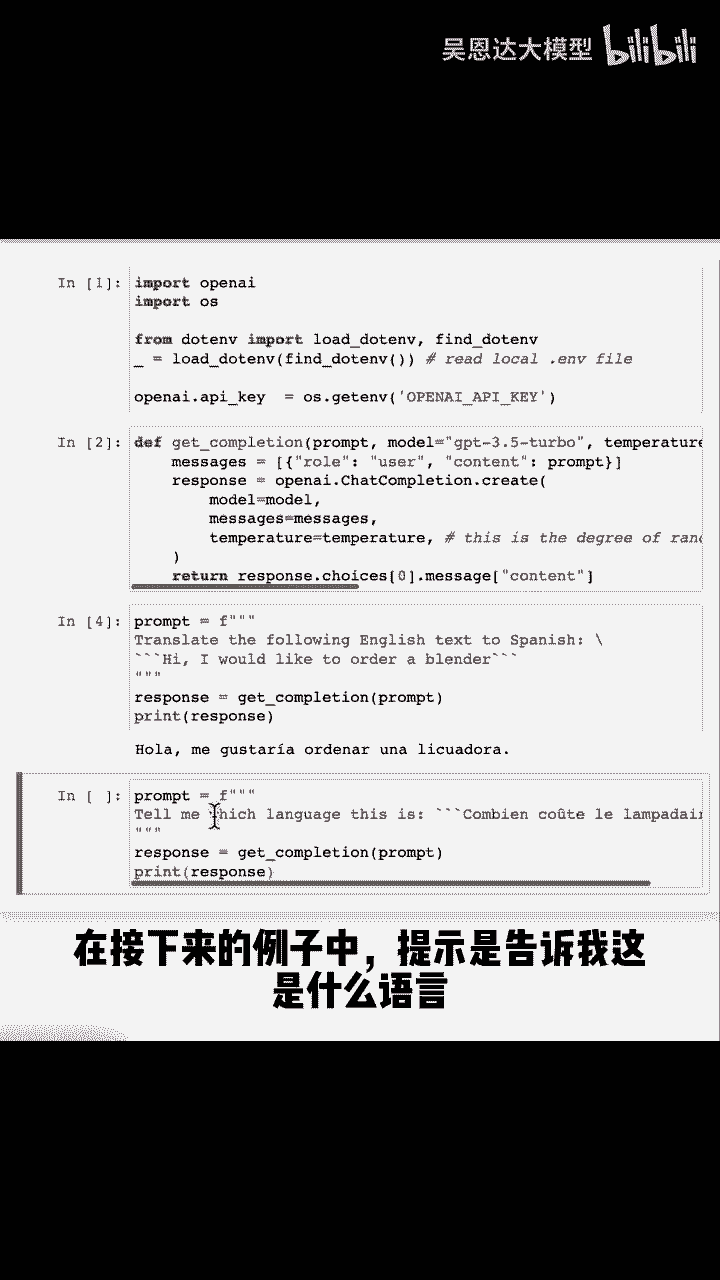 吴恩达大模型 bilibili
In [1]: import openai
import os
from dotenv import load_dotenv, find_dotenv
_ = load_dotenv(find_dotenv()) # read local .env file
openai.api_key  = os.getenv('OPENAI_API_KEY')
In [2]: def get_completion(prompt, model="gpt-3.5-turbo", temperature
    messages = [{"role": "user", "content": prompt}]
    response = openai.ChatCompletion.create(
        model=model,
        messages=messages,
        temperature=temperature, # this is the degree of
    )
    return response.choices[0].message["content"]
In [4]: prompt = f"""
Translate the following English text to Spanish: \
```Hi, I would like to order a blender```
"""
response = get_completion(prompt)
print(response)
Hola, me gustaría ordenar una licuadora.
In [ ]: prompt = f"""
Tell me which language this is: ```Combien coûte le
"""
response = get_completion(prompt)
print(response)
在接下来的例子中，提示是告诉我这
是什么语言